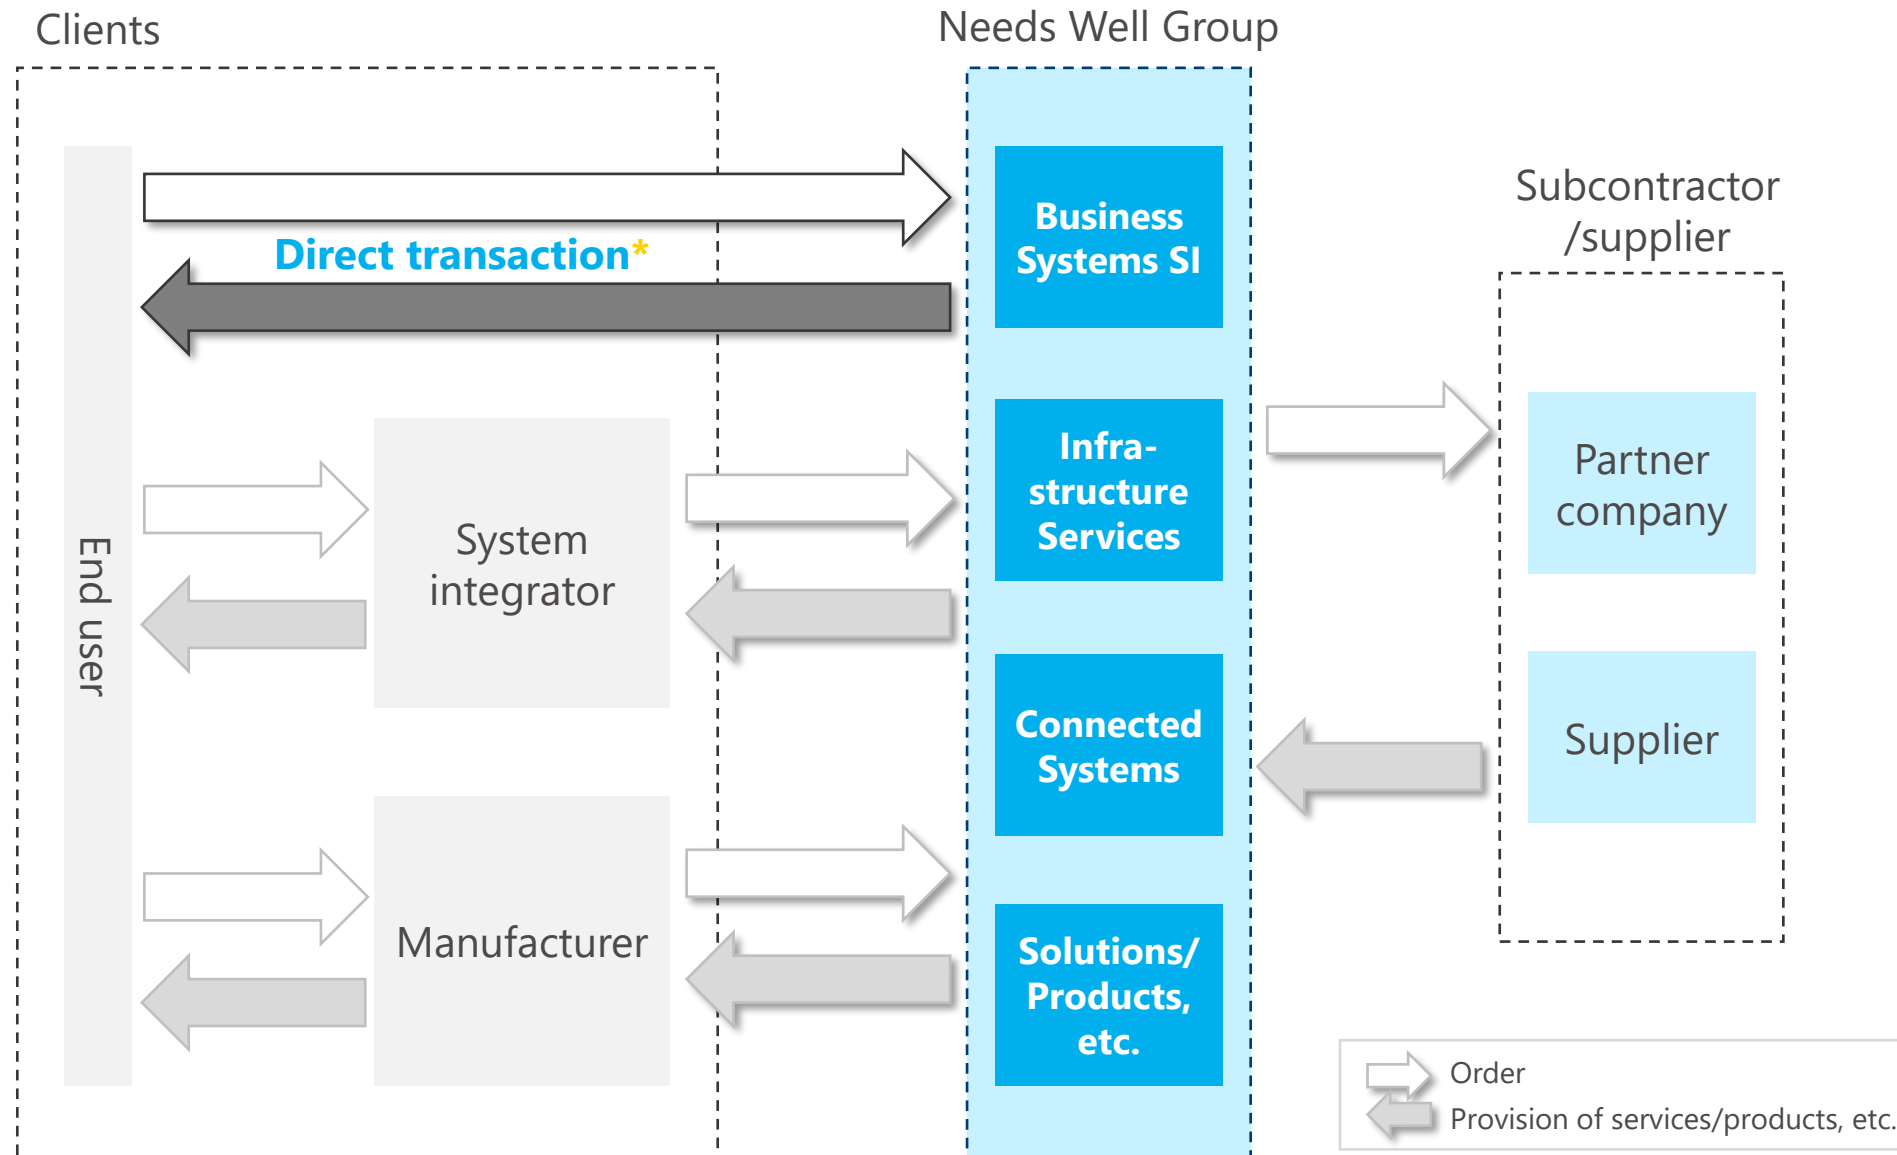 Clients
Needs Well Group
Direct transaction*
Business
Systems SI
Subcontractor
/supplier
End user
System
integrator
Infra-
structure
Services
Partner
company
Connected
Systems
Supplier
Manufacturer
Solutions/
Products,
etc.
Order
Provision of services/products, etc.